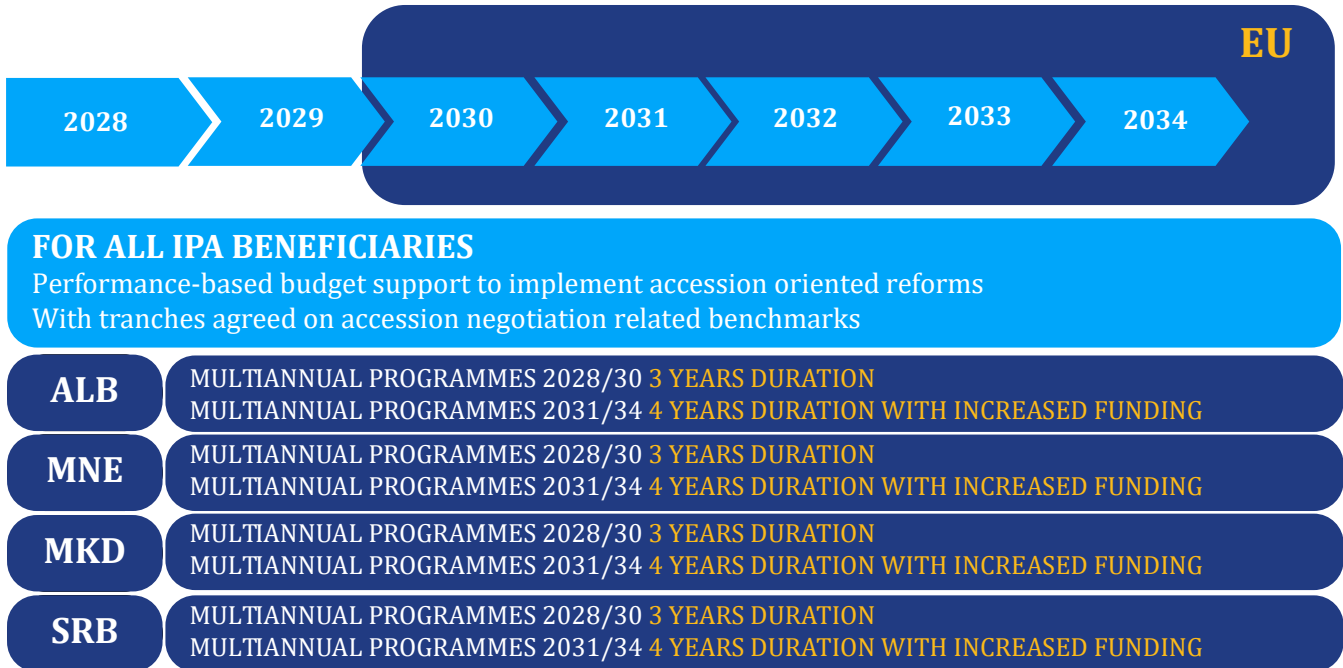 EU
2028
2029
2030
2031
2032
2033
2034
FOR ALL IPA BENEFICIARIES
Performance-based budget support to implement accession oriented reforms
With tranches agreed on accession negotiation related benchmarks
ALB
MULTIANNUAL PROGRAMMES 2028/30 3 YEARS DURATION
MULTIANNUAL PROGRAMMES 2031/34 4 YEARS DURATION WITH INCREASED FUNDING
MNE
MULTIANNUAL PROGRAMMES 2028/30 3 YEARS DURATION
MULTIANNUAL PROGRAMMES 2031/34 4 YEARS DURATION WITH INCREASED FUNDING
MKD
MULTIANNUAL PROGRAMMES 2028/30 3 YEARS DURATION
MULTIANNUAL PROGRAMMES 2031/34 4 YEARS DURATION WITH INCREASED FUNDING
SRB
MULTIANNUAL PROGRAMMES 2028/30 3 YEARS DURATION
MULTIANNUAL PROGRAMMES 2031/34 4 YEARS DURATION WITH INCREASED FUNDING